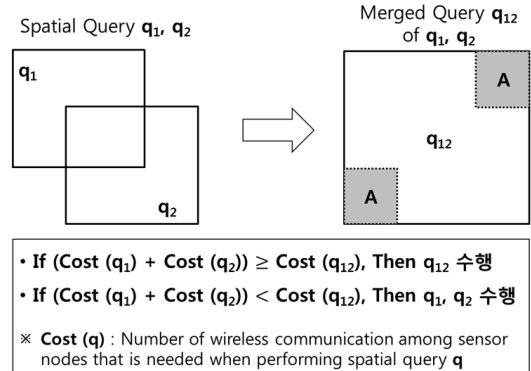 Spatial Query q₁, q₂
q₁
q₂
Merged Query q₁₂
of q₁, q₂
A
q₁₂
A
• If (Cost (q₁) + Cost (q₂)) ≥ Cost (q₁₂), Then q₁₂ 수행
• If (Cost (q₁) + Cost (q₂)) < Cost (q₁₂), Then q₁, q₂ 수행
※ Cost (q) : Number of wireless communication among sensor
nodes that is needed when performing spatial query q